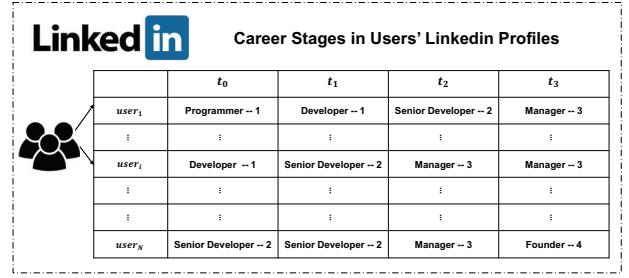 Linked in Career Stages in Users' Linkedin Profiles
t0 t1 t2 t3
user1 Programmer -- 1 Developer -- 1 Senior Developer -- 2 Manager -- 3
⋮ ⋮ ⋮ ⋮ ⋮
useri Developer -- 1 Senior Developer -- 2 Manager -- 3 Manager -- 3
⋮ ⋮ ⋮ ⋮ ⋮
⋮ ⋮ ⋮ ⋮ ⋮
userN Senior Developer -- 2 Senior Developer -- 2 Manager -- 3 Founder -- 4